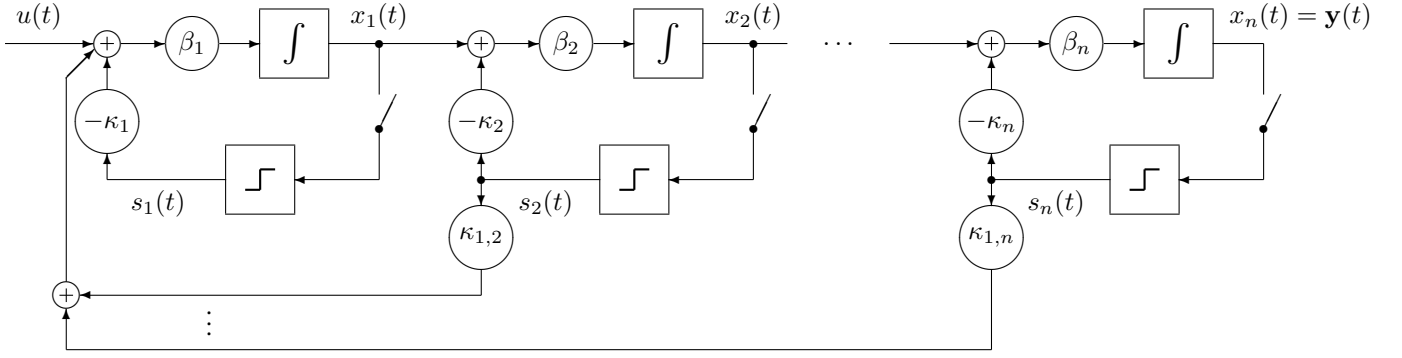 u(t) x₁(t) x₂(t) xₙ(t) = y(t)
+ β₁ ∫ + β₂ ∫ ⋯ + βₙ ∫
−κ₁ −κ₂ −κₙ
s₁(t) s₂(t) sₙ(t)
κ₁,₂ κ₁,ₙ
+
⋮